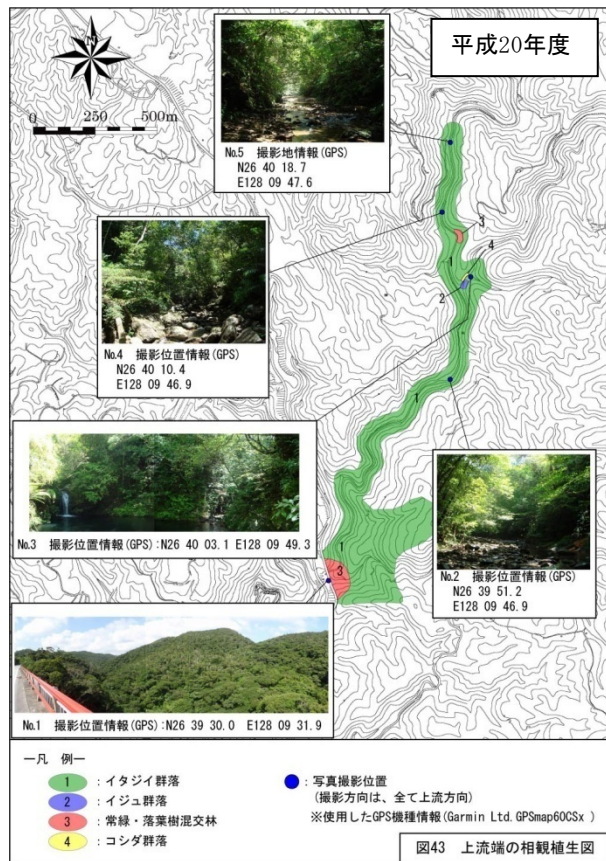 平成20年度
N
0 250 500m
No.5 撮影地情報(GPS)
N26 40 18.7
E128 09 47.6
3
4
1
2
No.4 撮影位置情報(GPS)
N26 40 10.4
E128 09 46.9
1
No.3 撮影位置情報(GPS):N26 40 03.1 E128 09 49.3
No.2 撮影位置情報(GPS)
N26 39 51.2
E128 09 46.9
1
3
No.1 撮影位置情報(GPS):N26 39 30.0 E128 09 31.9
―凡 例―
1 : イタジイ群落
2 : イジュ群落
3 : 常緑・落葉樹混交林
4 : コシダ群落
: 写真撮影位置
(撮影方向は、全て上流方向)
※使用したGPS機種情報(Garmin Ltd.GPSmap60CSx )
図43 上流端の相観植生図